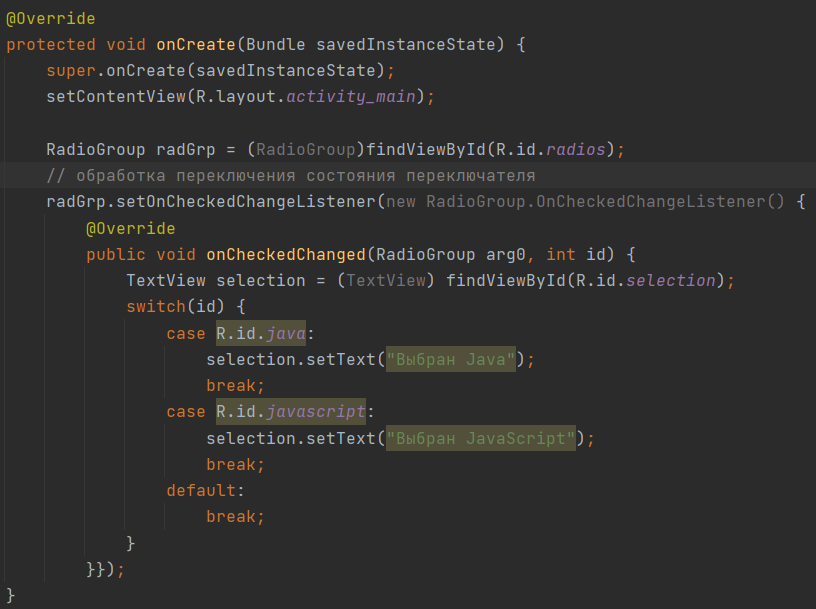 @Override
protected void onCreate(Bundle savedInstanceState) {
    super.onCreate(savedInstanceState);
    setContentView(R.layout.activity_main);

    RadioGroup radGrp = (RadioGroup)findViewById(R.id.radios);
    // обработка переключения состояния переключателя
    radGrp.setOnCheckedChangeListener(new RadioGroup.OnCheckedChangeListener() {
        @Override
        public void onCheckedChanged(RadioGroup arg0, int id) {
            TextView selection = (TextView) findViewById(R.id.selection);
            switch(id) {
                case R.id.java:
                    selection.setText("Выбран Java");
                    break;
                case R.id.javascript:
                    selection.setText("Выбран JavaScript");
                    break;
                default:
                    break;
            }
        }});
}